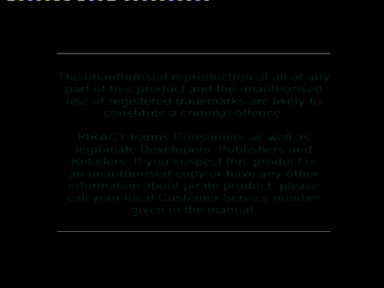 The unauthorised reproduction of all or any
part of this product and the unauthorised
use of registered trademarks are likely to
constitute a criminal offence.
PIRACY harms Consumers as well as
legitimate Developers, Publishers and
Retailers. If you suspect this product is
an unauthorised copy or have any other
information about pirate product, please
call your local Customer Service number
given in the manual.